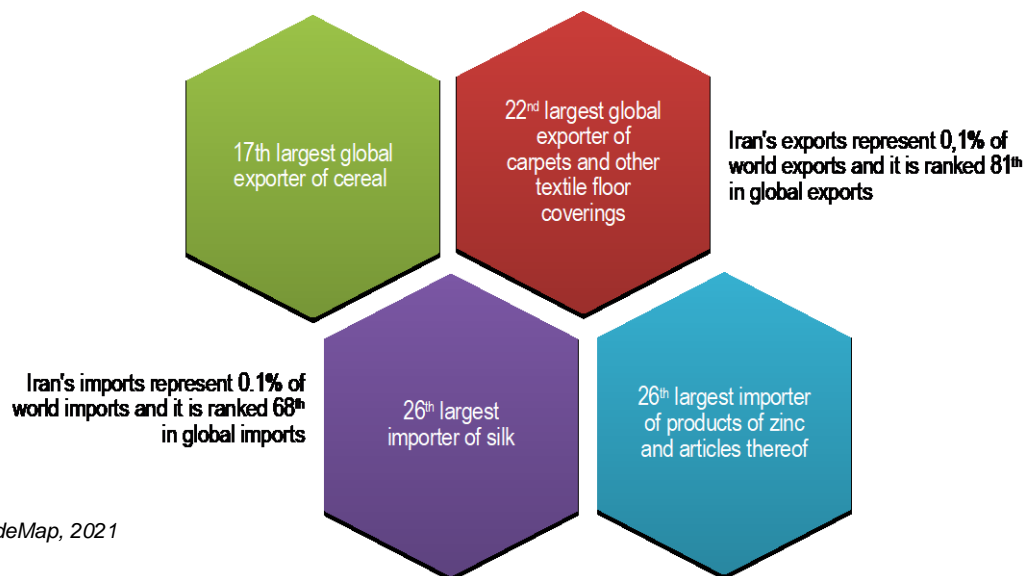 17th largest global
exporter of cereal
22nd largest global
exporter of
carpets and other
textile floor
coverings
Iran's exports represent 0,1% of
world exports and it is ranked 81th
in global exports
Iran's imports represent 0.1% of
world imports and it is ranked 68th
in global imports
26th largest
importer of silk
26th largest importer
of products of zinc
and articles thereof
deMap, 2021